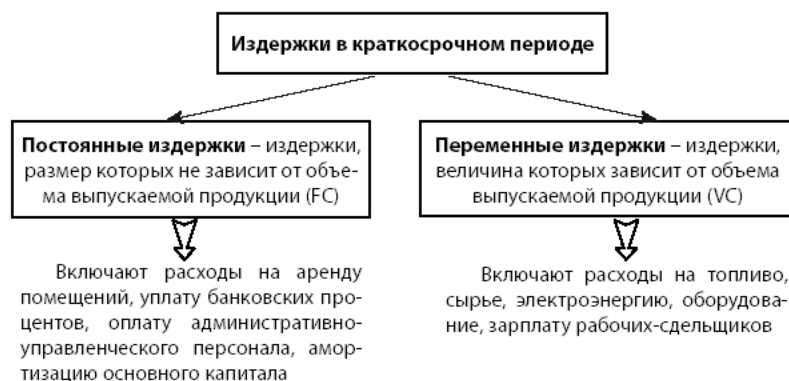 Издержки в краткосрочном периоде
Постоянные издержки – издержки,
размер которых не зависит от объе-
ма выпускаемой продукции (FC)
Переменные издержки – издержки,
величина которых зависит от объема
выпускаемой продукции (VC)
Включают расходы на аренду
помещений, уплату банковских про-
центов, оплату административно-
управленческого персонала, амор-
тизацию основного капитала
Включают расходы на топливо,
сырье, электроэнергию, оборудова-
ние, зарплату рабочих-сдельщиков